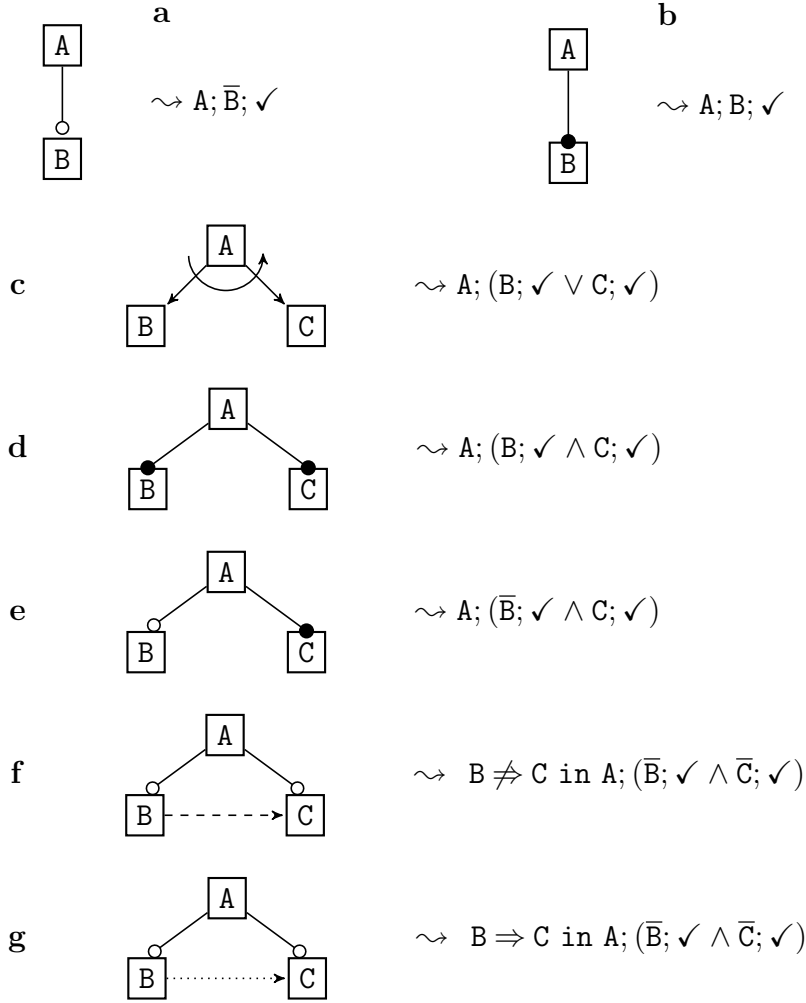 a b
A
B
⇝ A; B̅; ✓
A
B
⇝ A; B; ✓
c
A
B C
⇝ A; (B; ✓ ∨ C; ✓)
d
A
B C
⇝ A; (B; ✓ ∧ C; ✓)
e
A
B C
⇝ A; (B̅; ✓ ∧ C; ✓)
f
A
B C
⇝ B ⇏ C in A; (B̅; ✓ ∧ C̅; ✓)
g
A
B C
⇝ B ⇒ C in A; (B̅; ✓ ∧ C̅; ✓)